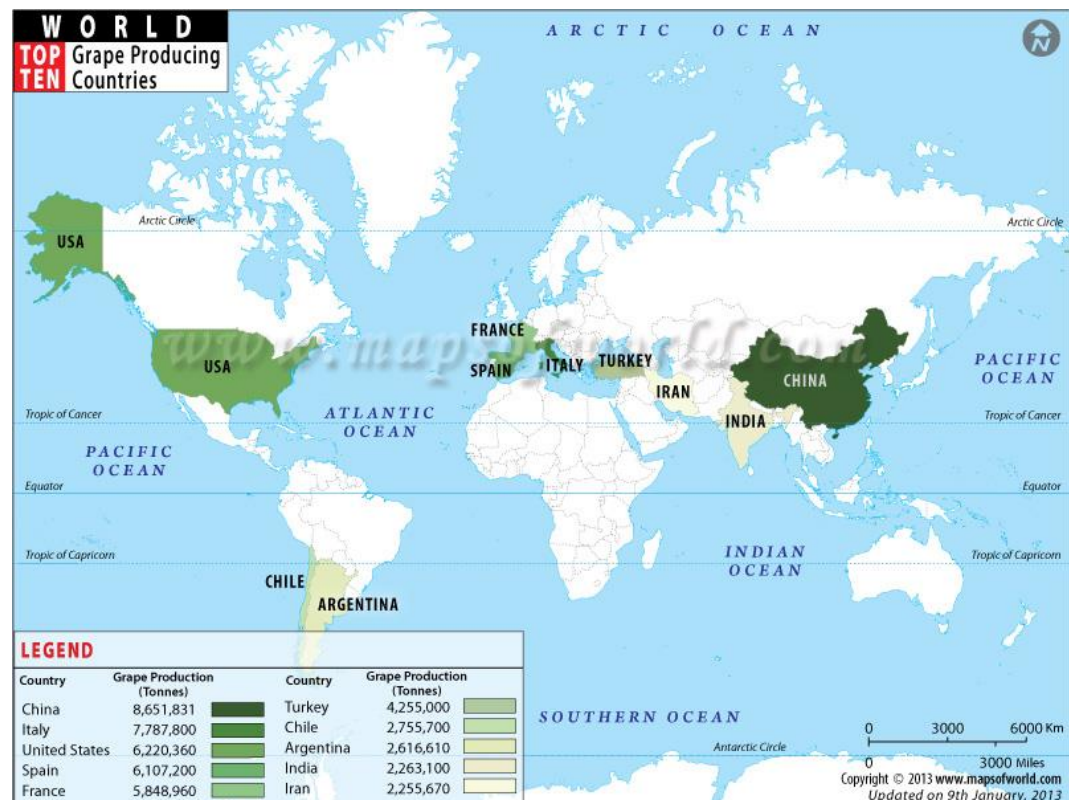 WORLD
TOP TEN Grape Producing Countries
ARCTIC OCEAN
N
Arctic Circle
Arctic Circle
USA
USA
www.mapsofworld.com
FRANCE
SPAIN
ITALY
TURKEY
IRAN
INDIA
CHINA
PACIFIC
OCEAN
ATLANTIC
OCEAN
Tropic of Cancer
Tropic of Cancer
PACIFIC
OCEAN
Equator
Equator
Tropic of Capricorn
Tropic of Capricorn
INDIAN
OCEAN
CHILE
ARGENTINA
LEGEND
Country Grape Production (Tonnes) Country Grape Production (Tonnes)
China 8,651,831 Turkey 4,255,000
Italy 7,787,800 Chile 2,755,700
United States 6,220,360 Argentina 2,616,610
Spain 6,107,200 India 2,263,100
France 5,848,960 Iran 2,255,670
SOUTHERN OCEAN
Antarctic Circle
0 3000 6000 Km
0 3000 Miles
Copyright © 2013 www.mapsofworld.com
Updated on 9th January, 2013